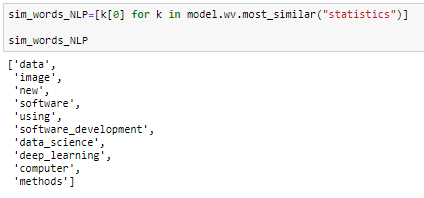 sim_words_NLP=[k[0] for k in model.wv.most_similar("statistics")]
sim_words_NLP
['data',
'image',
'new',
'software',
'using',
'software_development',
'data_science',
'deep_learning',
'computer',
'methods']